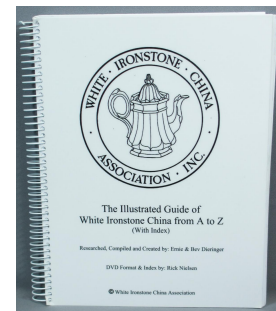 WHITE · IRONSTONE · CHINA
ASSOCIATION · INC.
The Illustrated Guide of
White Ironstone China from A to Z
(With Index)
Researched, Compiled and Created by: Ernie & Bev Dieringer
DVD Format & Index by: Rick Nielsen
© White Ironstone China Association